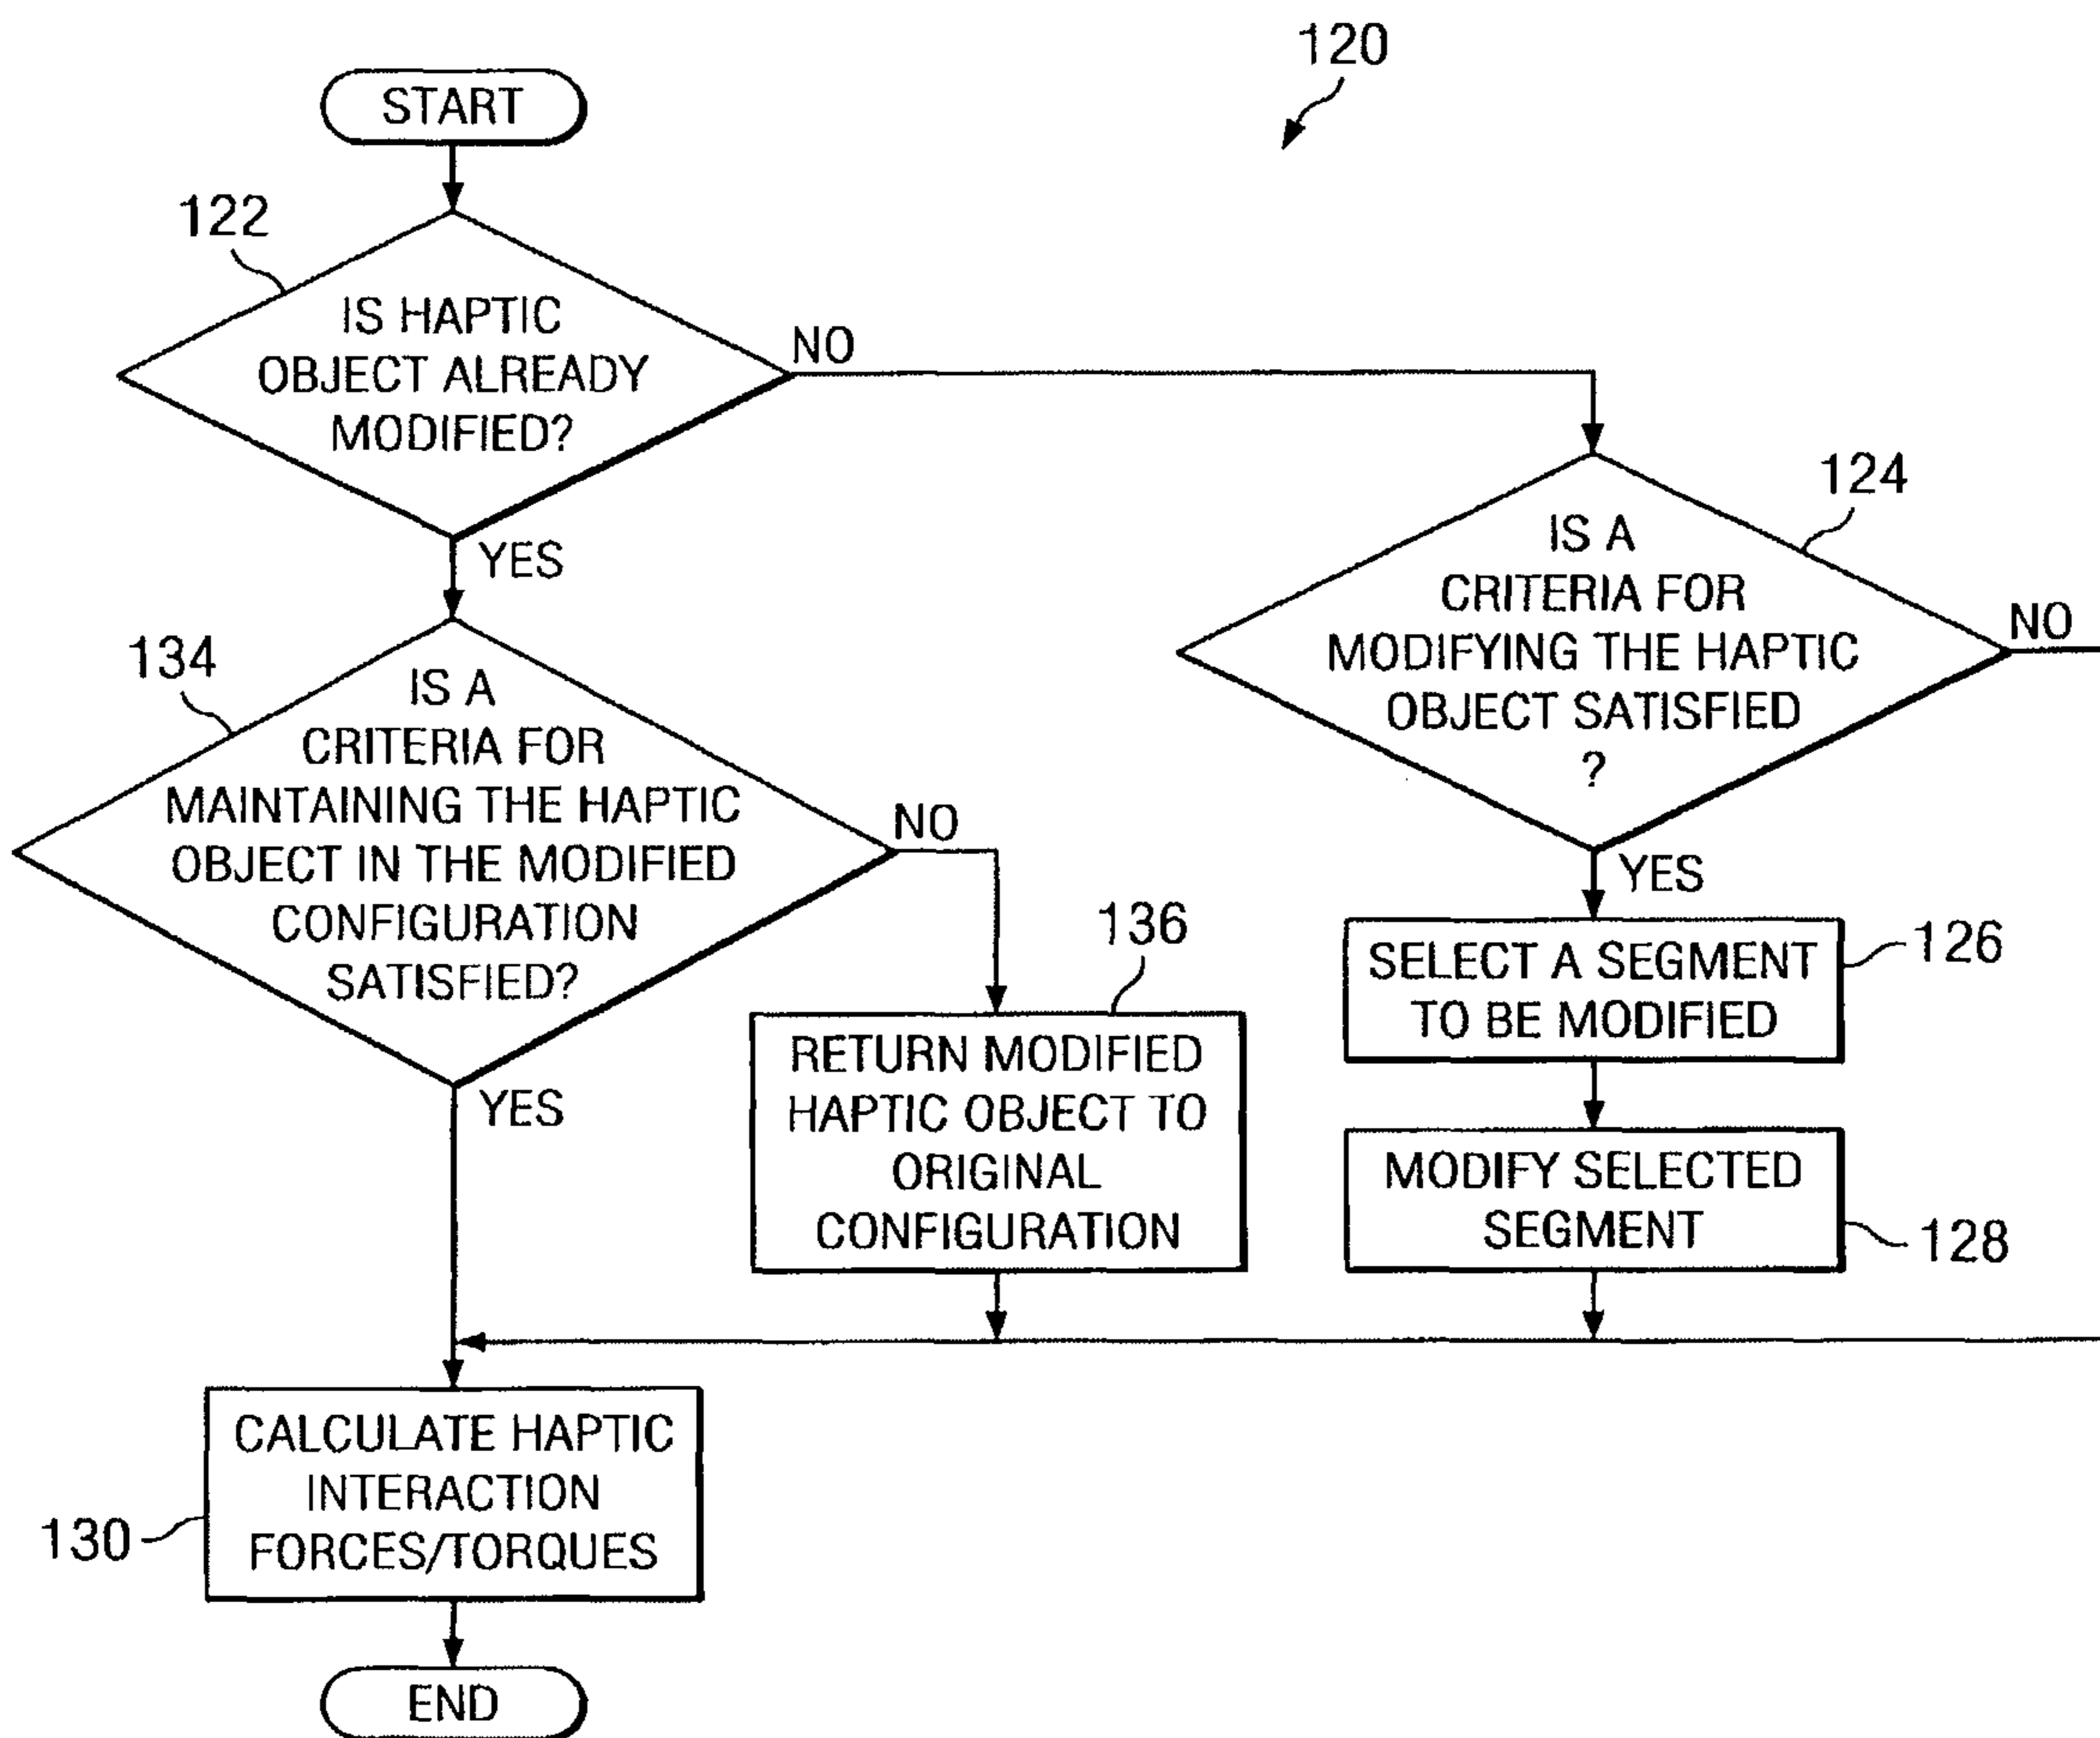 120
START
122
IS HAPTIC
OBJECT ALREADY
MODIFIED?
NO
YES
124
IS A
CRITERIA FOR
MODIFYING THE HAPTIC
OBJECT SATISFIED
?
NO
YES
134
IS A
CRITERIA FOR
MAINTAINING THE HAPTIC
OBJECT IN THE MODIFIED
CONFIGURATION
SATISFIED?
NO
YES
136
RETURN MODIFIED
HAPTIC OBJECT TO
ORIGINAL
CONFIGURATION
126
SELECT A SEGMENT
TO BE MODIFIED
128
MODIFY SELECTED
SEGMENT
130
CALCULATE HAPTIC
INTERACTION
FORCES/TORQUES
END